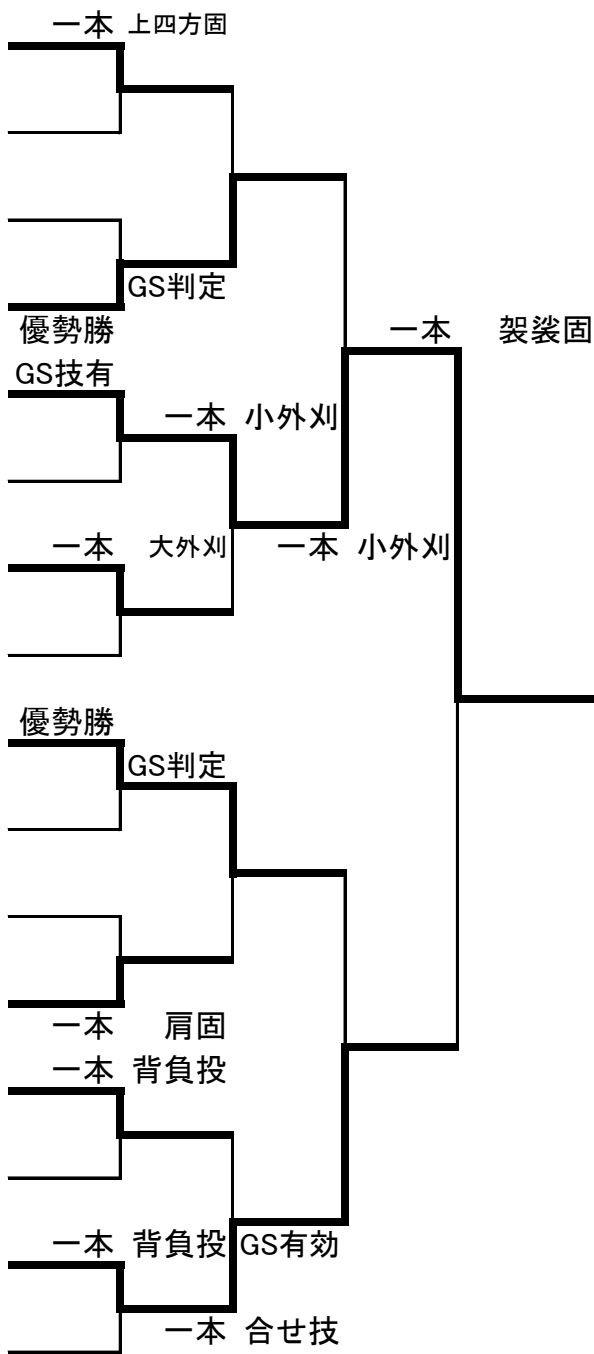 一本 上四方固
GS判定
優勢勝
一本 袈裟固
GS技有
一本 小外刈
一本 大外刈
一本 小外刈
優勢勝
GS判定
一本 肩固
一本 背負投
一本 背負投
GS有効
一本 合せ技